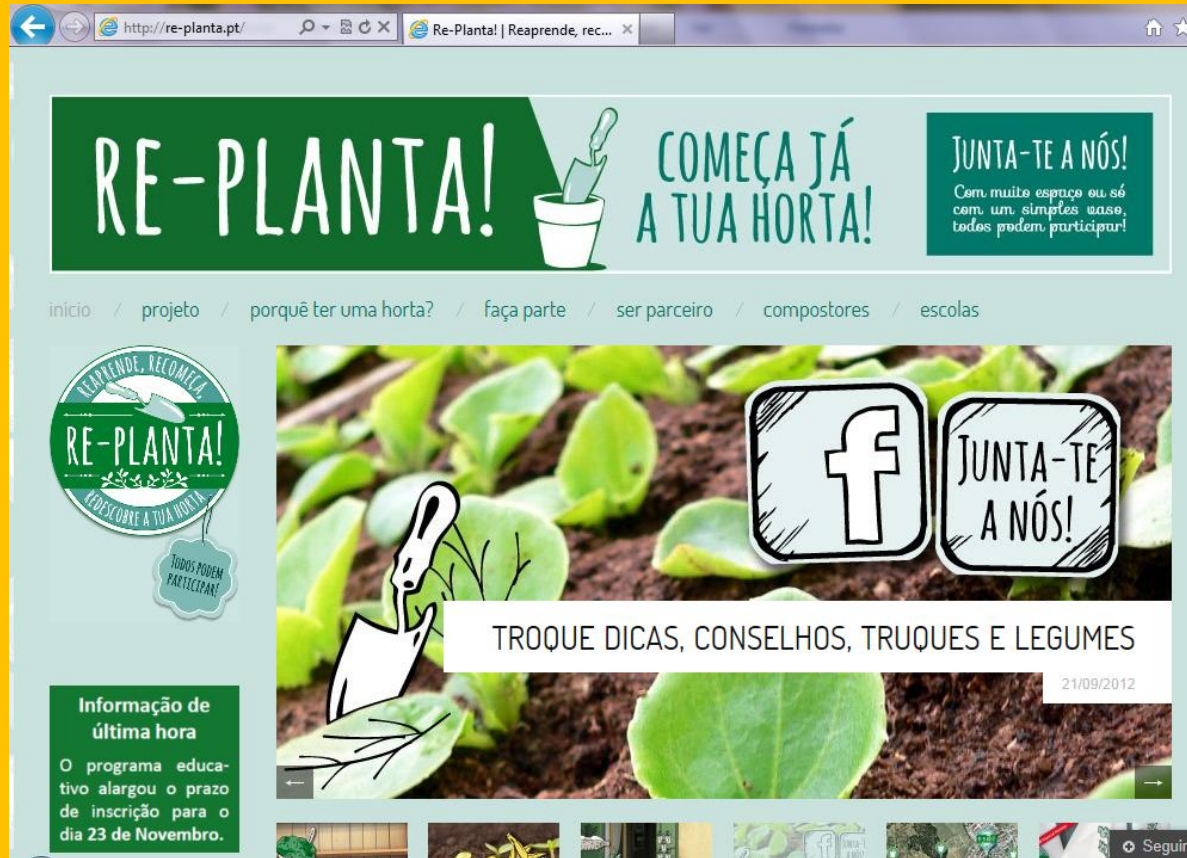 http://re-planta.pt/
Re-Planta! | Reaprende, rec...
RE-PLANTA!
COMEÇA JÁ
A TUA HORTA!
JUNTA-TE A NÓS!
Com muito espaço ou só
com um simples vaso,
todos podem participar!
início / projeto / porquê ter uma horta? / faça parte / ser parceiro / compostores / escolas
REAPRENDE, RECOMEÇA,
RE-PLANTA!
REDESCOBRE A TUA HORTA
TODOS PODEM
PARTICIPAR!
f
JUNTA-TE
A NÓS!
TROQUE DICAS, CONSELHOS, TRUQUES E LEGUMES
21/09/2012
Informação de
última hora
O programa educa-
tivo alargou o prazo
de inscrição para o
dia 23 de Novembro.
Seguir